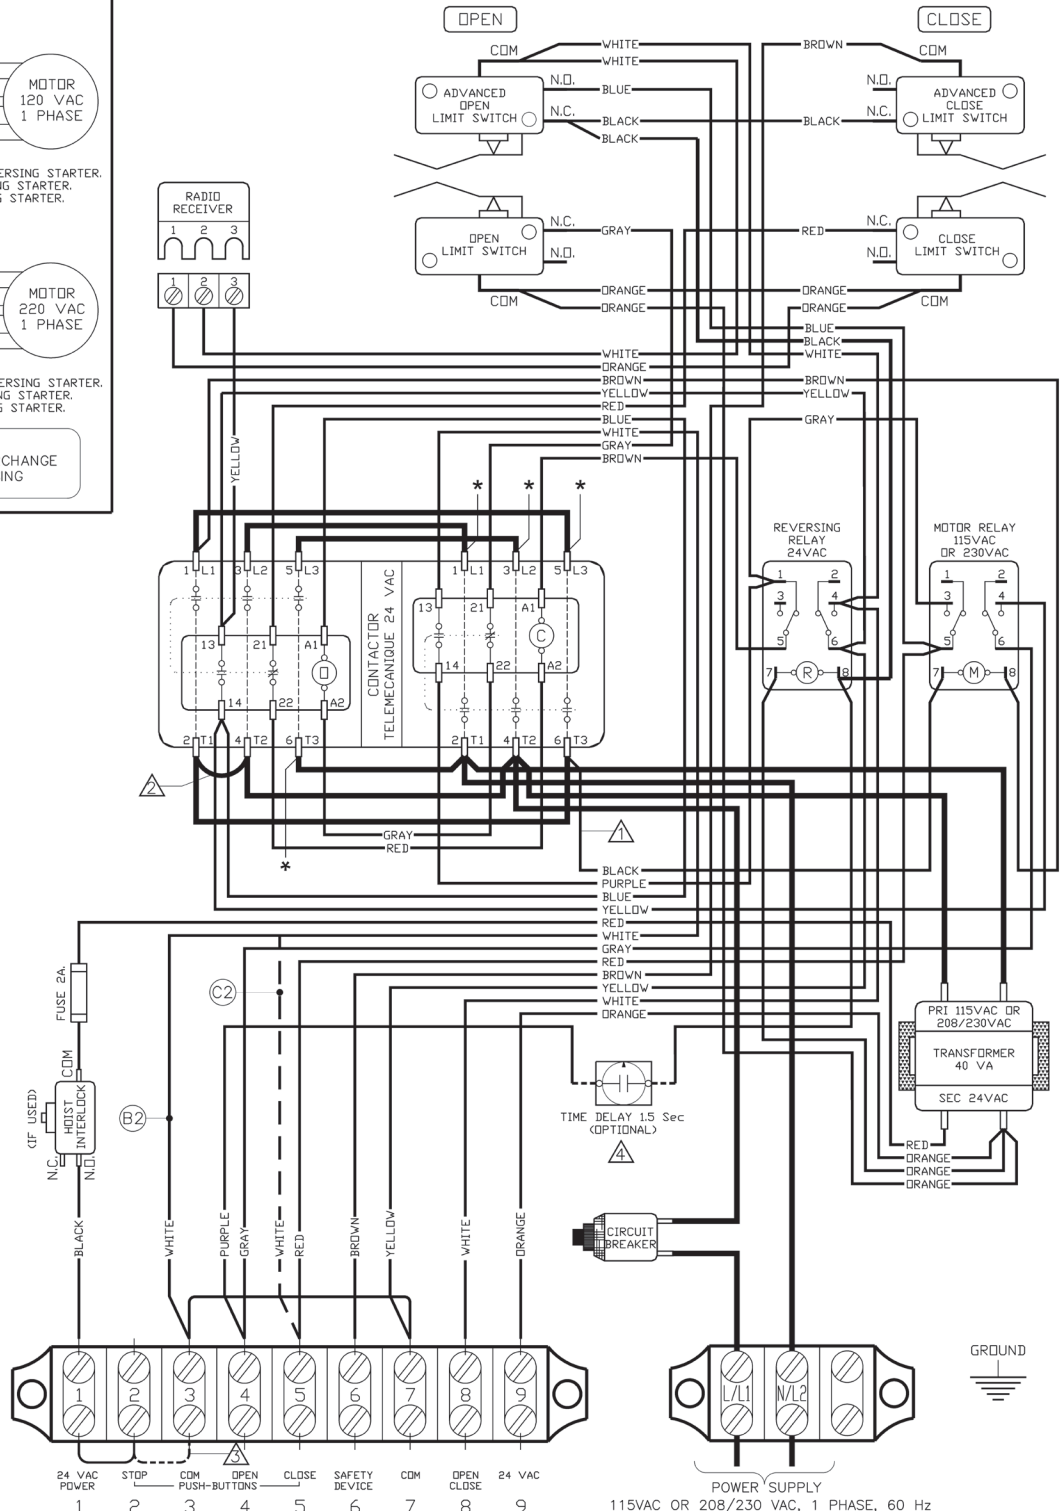 OPEN
CLOSE
MOTOR
120 VAC
1 PHASE
COM
WHITE
WHITE
BROWN
COM
N.O.
BLUE
N.O.
ADVANCED
OPEN
LIMIT SWITCH
N.C.
BLACK
BLACK
BLACK
N.C.
ADVANCED
CLOSE
LIMIT SWITCH
ERSING STARTER.
NG STARTER.
G STARTER.
RADIO
RECEIVER
1 2 3
1 2 3
OPEN
LIMIT SWITCH
N.C.
GRAY
N.O.
RED
N.C.
N.O.
CLOSE
LIMIT SWITCH
COM
ORANGE
ORANGE
ORANGE
ORANGE
COM
MOTOR
220 VAC
1 PHASE
BLUE
BLACK
WHITE
WHITE
ORANGE
BROWN
BROWN
YELLOW
YELLOW
RED
BLUE
GRAY
WHITE
GRAY
BROWN
ERSING STARTER.
NG STARTER.
G STARTER.
CHANGE
ING
YELLOW
* * *
REVERSING
RELAY
24VAC
MOTOR RELAY
115VAC
OR 230VAC
1 L1 3 L2 5 L3
1 L1 3 L2 5 L3
13 21 A1
O
14 22 A2
CONTACTOR
TELEMECANIQUE 24 VAC
13 21 A1
C
14 22 A2
1 2
3 4
5 6
7 R 8
1 2
3 4
5 6
7 M 8
2 T1 4 T2 6 T3
2 T1 4 T2 6 T3
2
1
GRAY
RED
*
BLACK
PURPLE
BLUE
YELLOW
RED
WHITE
GRAY
RED
BROWN
YELLOW
WHITE
ORANGE
FUSE 2A.
C2
PRI 115VAC OR
208/230VAC
TRANSFORMER
40 VA
SEC 24VAC
COM
(IF USED)
HOIST
INTERLOCK
N.C.
N.O.
B2
TIME DELAY 1.5 Sec
(OPTIONAL)
4
RED
ORANGE
ORANGE
ORANGE
BLACK
WHITE
PURPLE
GRAY
WHITE
RED
BROWN
YELLOW
WHITE
ORANGE
CIRCUIT
BREAKER
GROUND
1 2 3 4 5 6 7 8 9
L/L1 N/L2
3
24 VAC
POWER
STOP
COM
OPEN
CLOSE
PUSH-BUTTONS
SAFETY
DEVICE
COM
OPEN
CLOSE
24 VAC
1 2 3 4 5 6 7 8 9
POWER SUPPLY
115VAC OR 208/230 VAC, 1 PHASE, 60 Hz